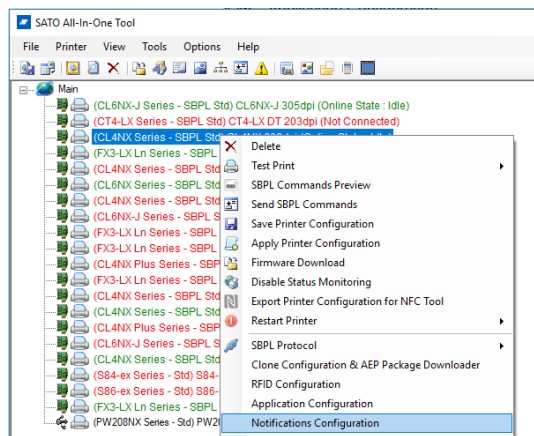 SATO All-In-One Tool
File Printer View Tools Options Help
Main
(CL6NX-J Series - SBPL Std) CL6NX-J 305dpi (Online State : Idle)
(CT4-LX Series - SBPL Std) CT4-LX DT 203dpi (Not Connected)
(CL4NX Series - SBPL Std)
(FX3-LX Ln Series - SBPL
(CL4NX Series - SBPL Std
(CL6NX Series - SBPL Std
(CL4NX Series - SBPL Std
(CL6NX-J Series - SBPL S
(FX3-LX Ln Series - SBPL
(FX3-LX Ln Series - SBPL
(CL4NX Plus Series - SBP
(FX3-LX Ln Series - SBPL
(CL4NX Series - SBPL Std
(CL4NX Series - SBPL Std
(CL4NX Plus Series - SBP
(CL6NX-J Series - SBPL S
(CL4NX Series - SBPL Std
(S84-ex Series - Std) S84-
(S86-ex Series - Std) S86-
(FX3-LX Ln Series - SBPL
(PW208NX Series - Std) PW20
Delete
Test Print
SBPL Commands Preview
Send SBPL Commands
Save Printer Configuration
Apply Printer Configuration
Firmware Download
Disable Status Monitoring
Export Printer Configuration for NFC Tool
Restart Printer
SBPL Protocol
Clone Configuration & AEP Package Downloader
RFID Configuration
Application Configuration
Notifications Configuration